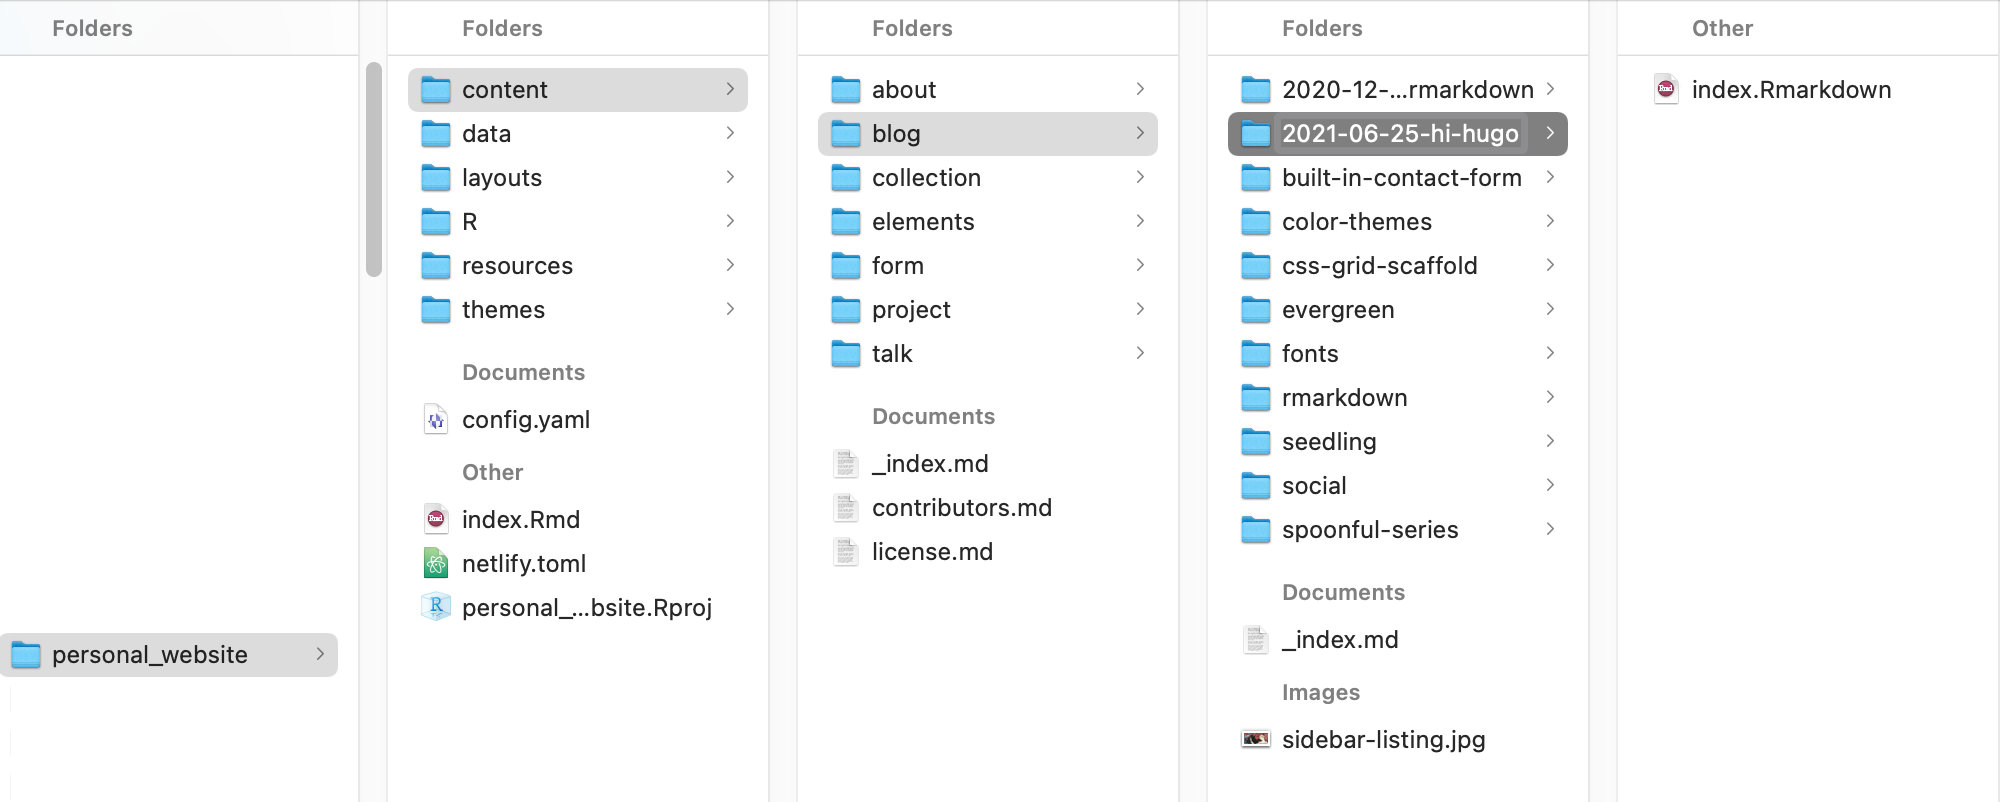 Folders
personal_website
Folders
content
data
layouts
R
resources
themes
Documents
config.yaml
Other
index.Rmd
netlify.toml
personal_...bsite.Rproj
Folders
about
blog
collection
elements
form
project
talk
Documents
_index.md
contributors.md
license.md
Folders
2020-12-...rmarkdown
2021-06-25-hi-hugo
built-in-contact-form
color-themes
css-grid-scaffold
evergreen
fonts
rmarkdown
seedling
social
spoonful-series
Documents
_index.md
Images
sidebar-listing.jpg
Other
index.Rmarkdown